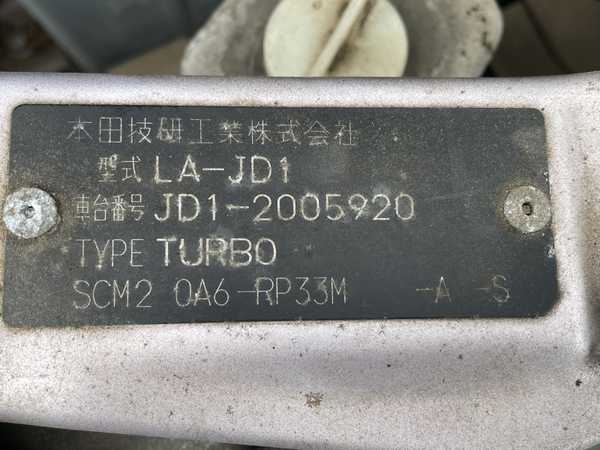 本田技研工業株式会社
型式 LA-JD1
車台番号 JD1-2005920
TYPE TURBO
SCM2 0A6-RP33M -A -S